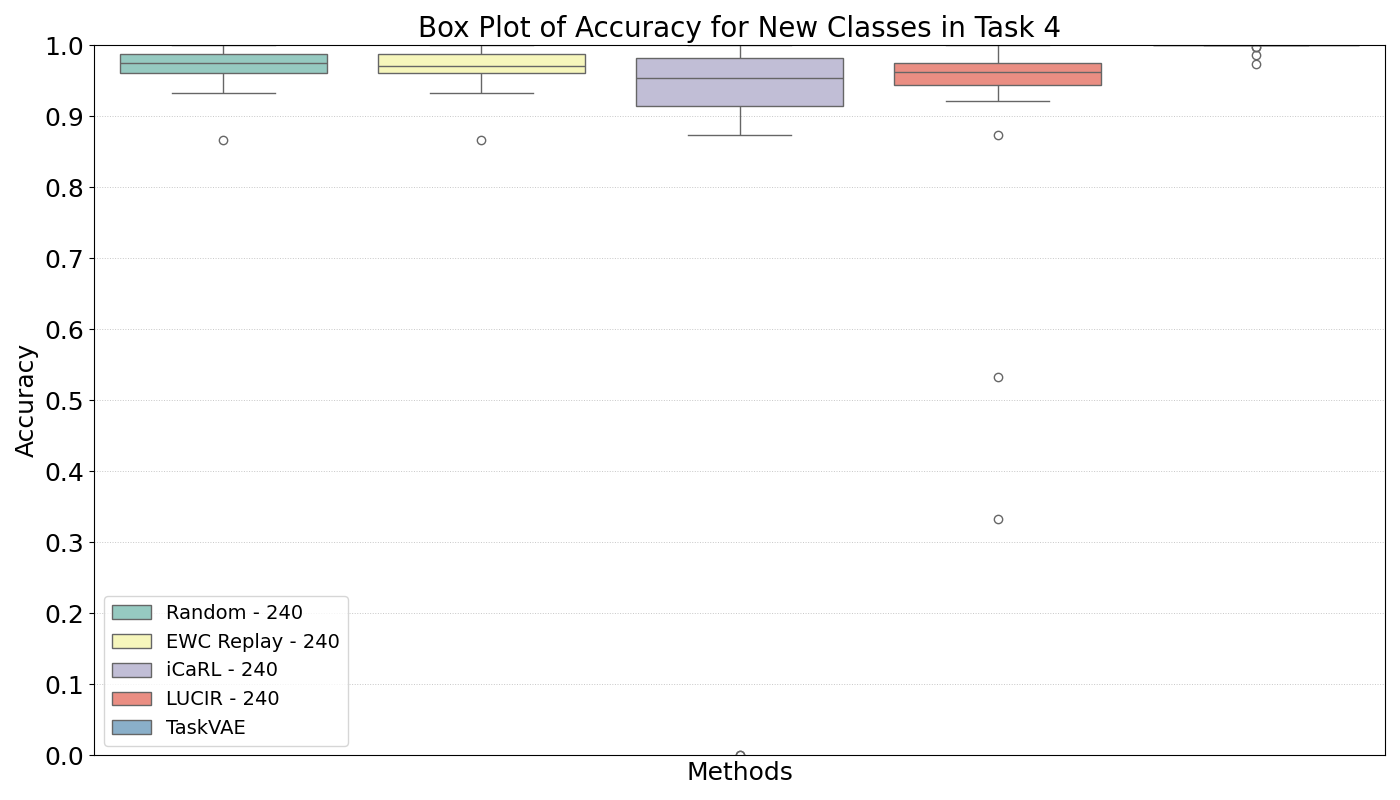 Box Plot of Accuracy for New Classes in Task 4
1.0
0.9
0.8
0.7
0.6
0.5
0.4
0.3
0.2
0.1
0.0
Accuracy
Random - 240
EWC Replay - 240
iCaRL - 240
LUCIR - 240
TaskVAE
Methods